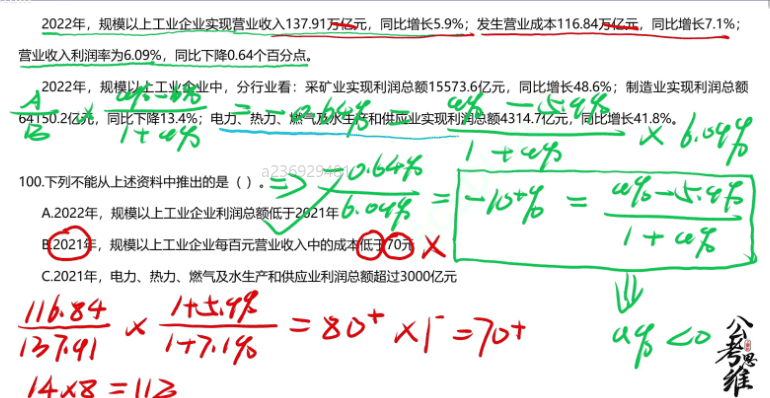 2022年，规模以上工业企业实现营业收入137.91万亿元，同比增长5.9%；发生营业成本116.84万亿元，同比增长7.1%；
营业收入利润率为6.09%，同比下降0.64个百分点。
2022年，规模以上工业企业中，分行业看：采矿业实现利润总额15573.6亿元，同比增长48.6%；制造业实现利润总额
64150.2亿元，同比下降13.4%；电力、热力、燃气及水生产和供应业实现利润总额4314.7亿元，同比增长41.8%。
A/B × (a%-b%)/(1+a%) = -0.64% = (a%-5.9%)/(1+a%) × 6.09%
a236929481
100.下列不能从上述资料中推出的是（ ）。
=> -0.64%/6.09% = -10+% = (a%-5.9%)/(1+a%)
A.2022年，规模以上工业企业利润总额低于2021年
B.2021年，规模以上工业企业每百元营业收入中的成本低于70元 ×
C.2021年，电力、热力、燃气及水生产和供应业利润总额超过3000亿元
116.84/137.91 × (1+5.9%)/(1+7.1%) = 80+ × 1- = 70+
a% <0
14×8=112
公考思维